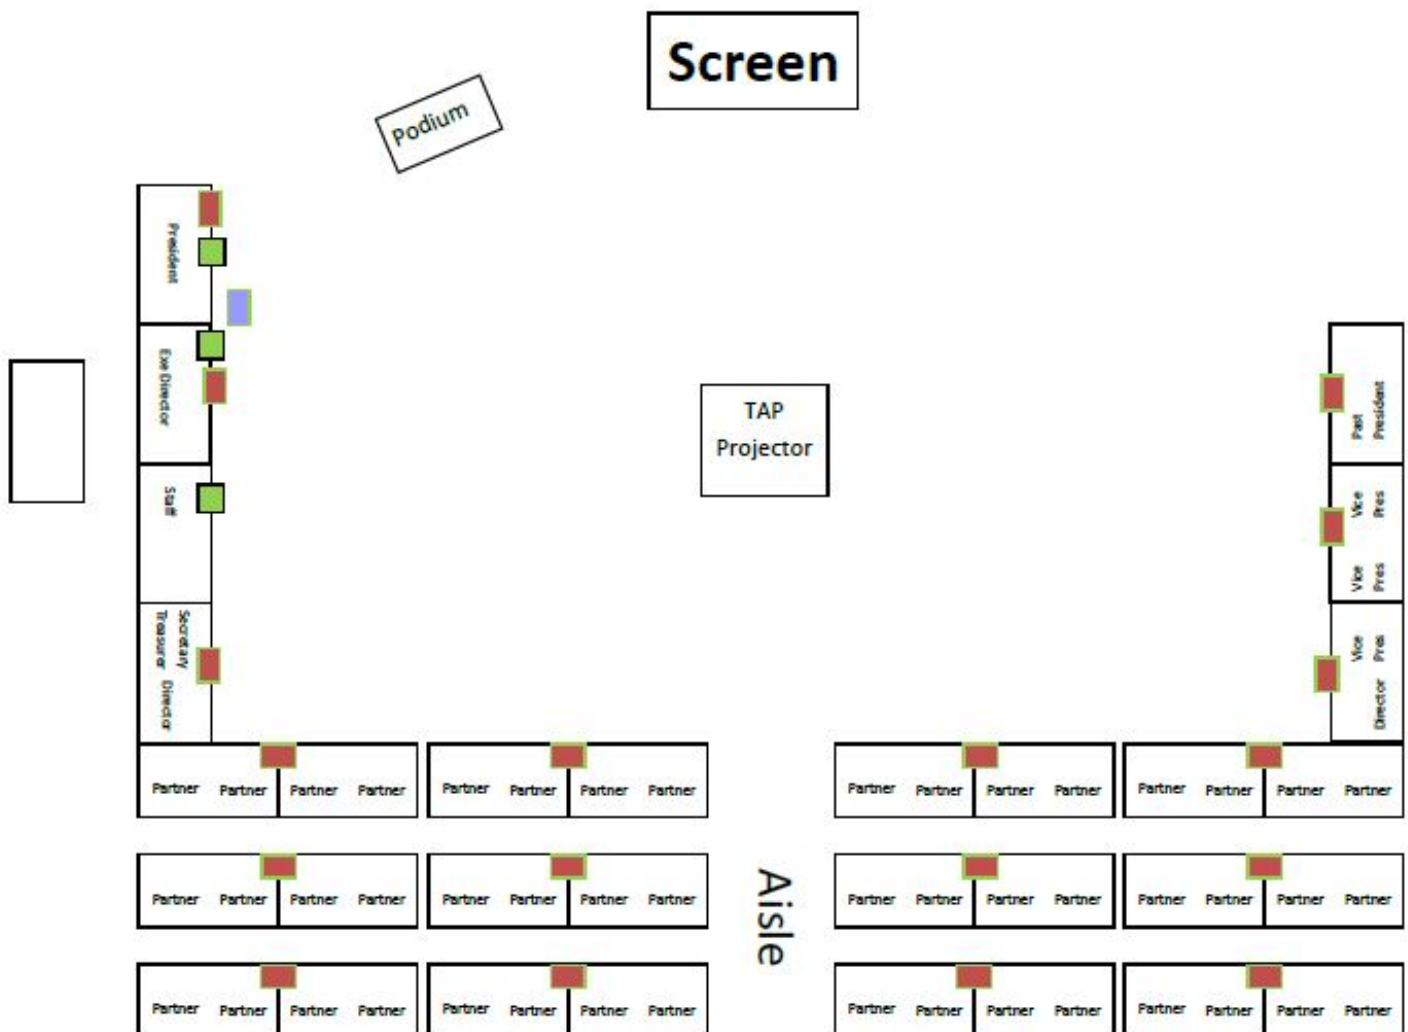 Screen
Podium
President
Exe Director
Staff
Secretary
Treasurer Director
TAP
Projector
Past
President
Vice Pres
Vice Pres
Vice Pres
Director
Partner Partner Partner Partner Partner Partner Partner Partner Partner Partner Partner Partner Partner Partner Partner Partner
Partner Partner Partner Partner Partner Partner Partner Partner Partner Partner Partner Partner Partner Partner Partner Partner
Aisle
Partner Partner Partner Partner Partner Partner Partner Partner Partner Partner Partner Partner Partner Partner Partner Partner